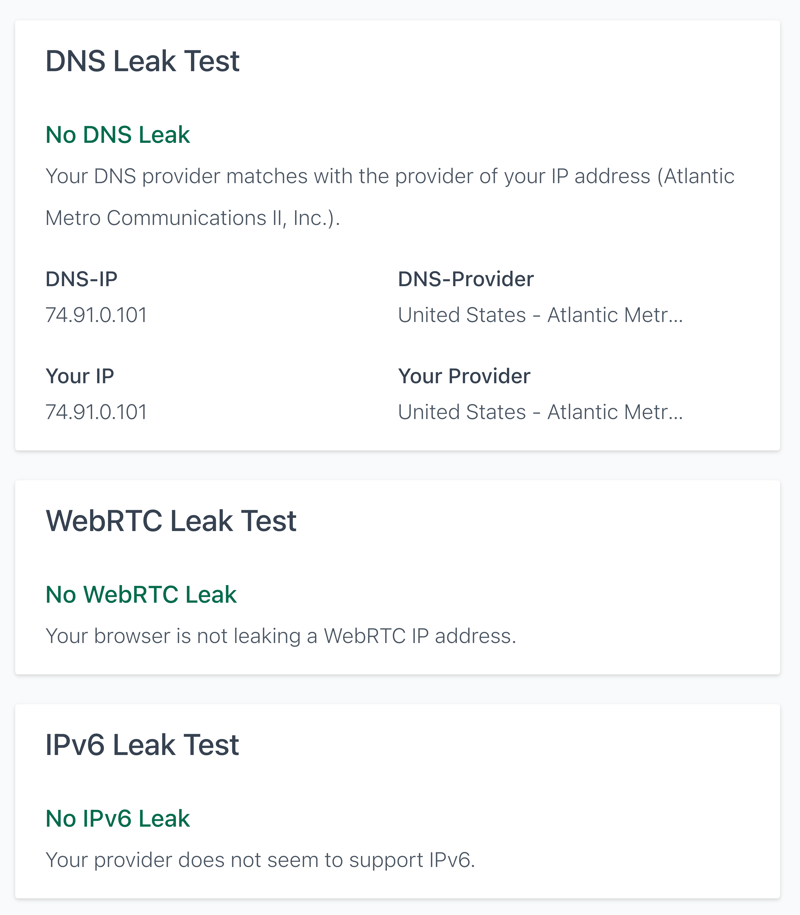 DNS Leak Test
No DNS Leak
Your DNS provider matches with the provider of your IP address (Atlantic
Metro Communications II, Inc.).
DNS-IP DNS-Provider
74.91.0.101 United States - Atlantic Metr...
Your IP Your Provider
74.91.0.101 United States - Atlantic Metr...
WebRTC Leak Test
No WebRTC Leak
Your browser is not leaking a WebRTC IP address.
IPv6 Leak Test
No IPv6 Leak
Your provider does not seem to support IPv6.